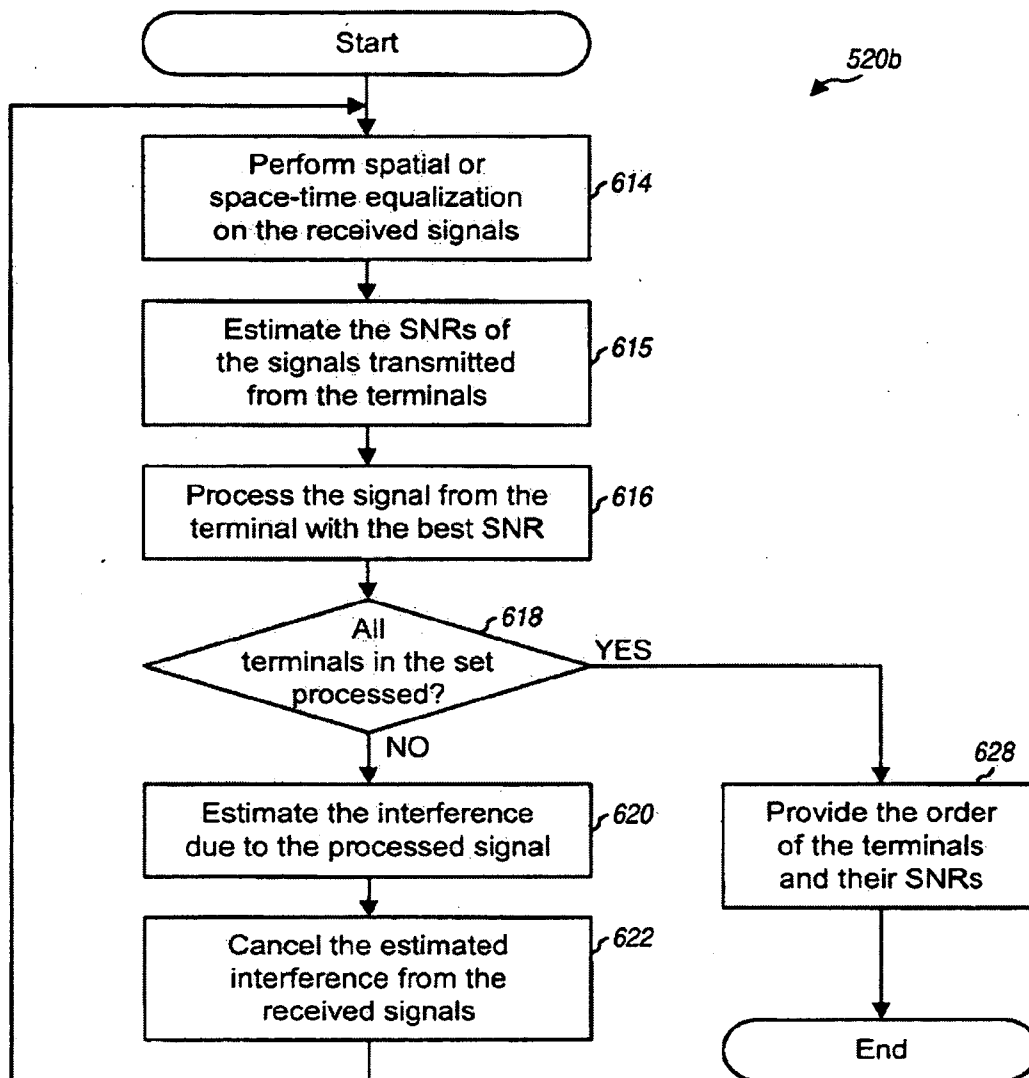 Start
520b
Perform spatial or
space-time equalization
on the received signals
614
Estimate the SNRs of
the signals transmitted
from the terminals
615
Process the signal from the
terminal with the best SNR
616
All
terminals in the set
processed?
618
YES
NO
Estimate the interference
due to the processed signal
620
628
Provide the order
of the terminals
and their SNRs
Cancel the estimated
interference from the
received signals
622
End